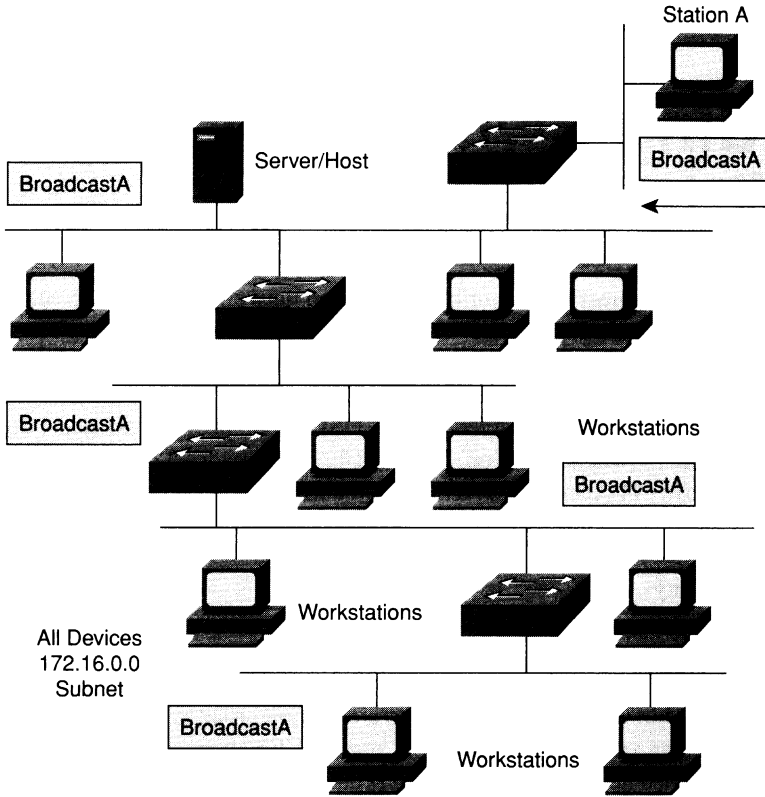 Station A
Server/Host
BroadcastA
BroadcastA
BroadcastA
Workstations
BroadcastA
Workstations
All Devices
172.16.0.0
Subnet
BroadcastA
Workstations